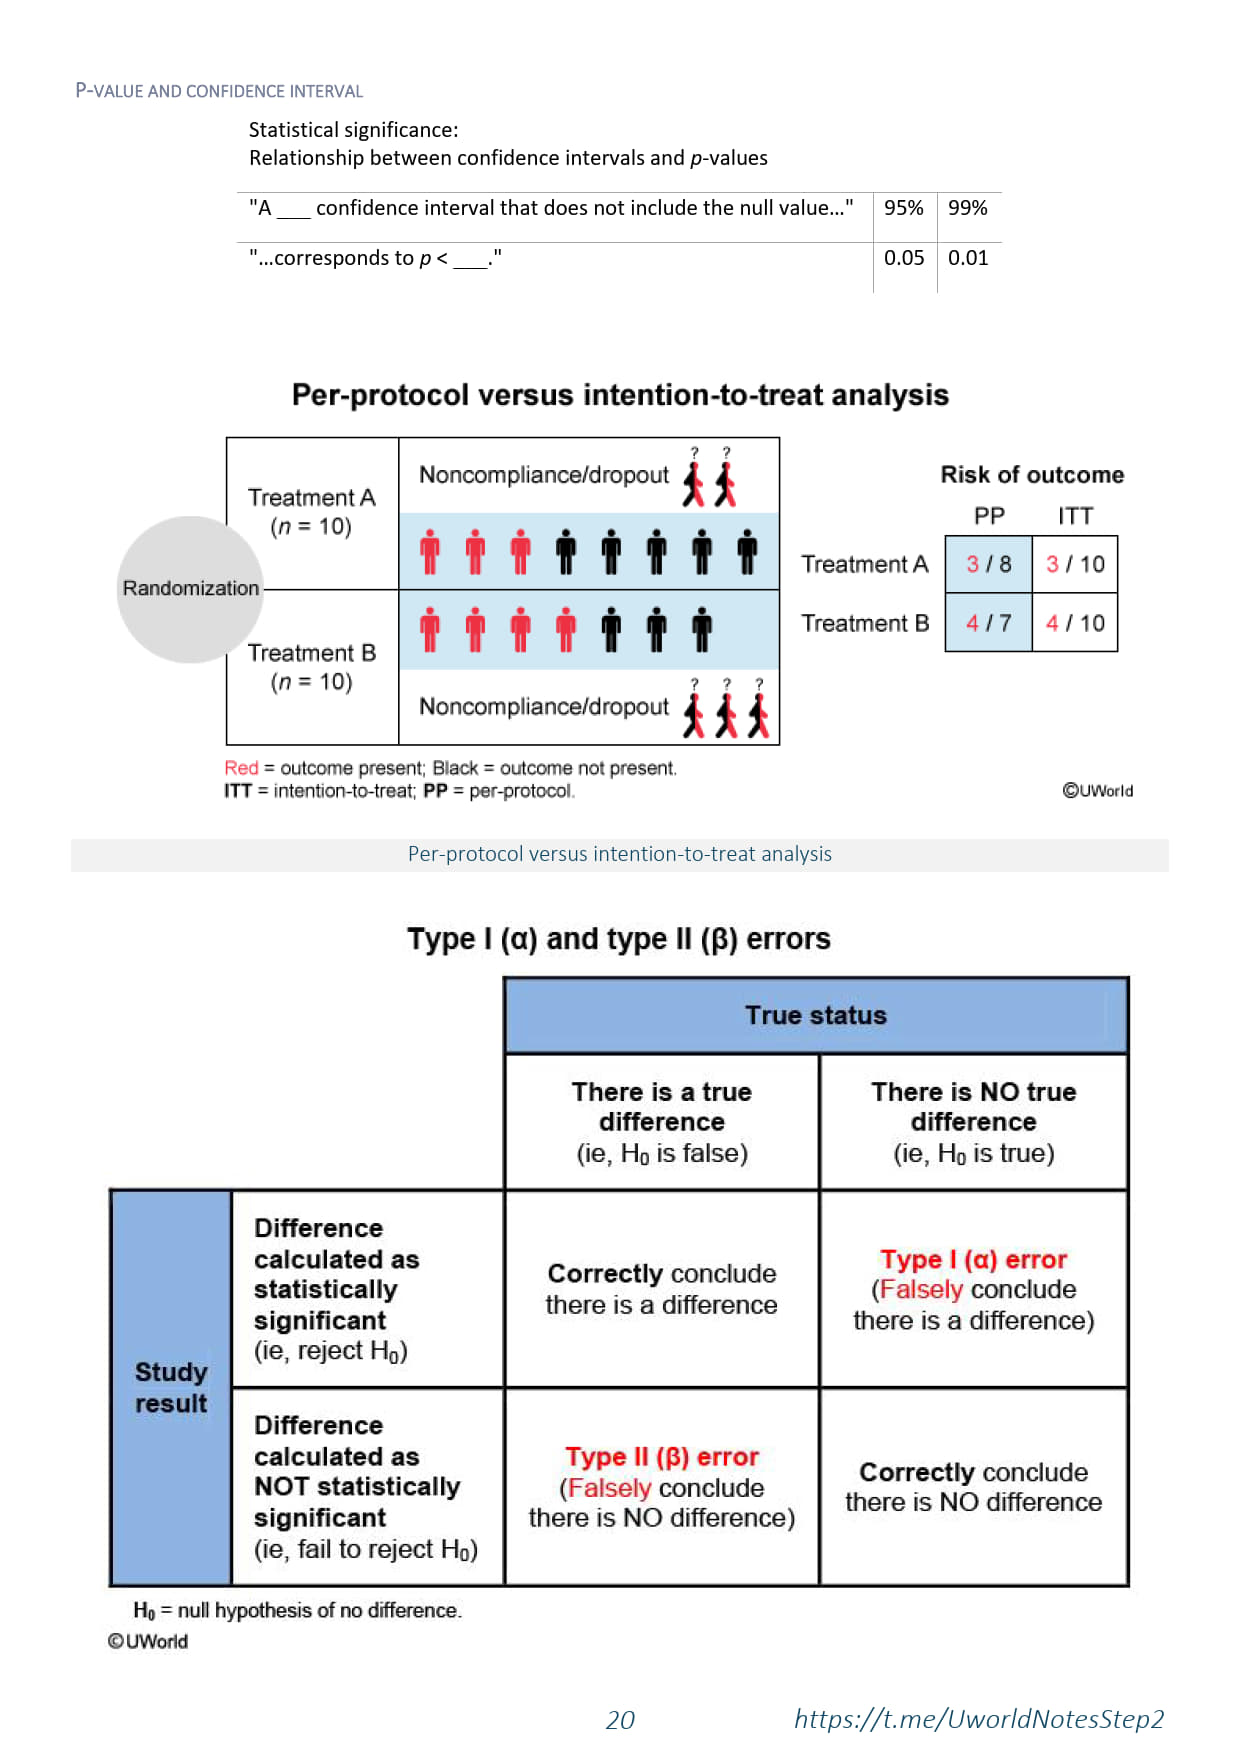 P-VALUE AND CONFIDENCE INTERVAL
Statistical significance:
Relationship between confidence intervals and p-values
"A ___ confidence interval that does not include the null value..." 95% 99%
"...corresponds to p < ___." 0.05 0.01
Per-protocol versus intention-to-treat analysis
Randomization
Treatment A
(n = 10)
Noncompliance/dropout
? ?
Treatment B
(n = 10)
Noncompliance/dropout
? ? ?
Risk of outcome
PP ITT
Treatment A 3 / 8 3 / 10
Treatment B 4 / 7 4 / 10
Red = outcome present; Black = outcome not present.
ITT = intention-to-treat; PP = per-protocol.
©UWorld
Per-protocol versus intention-to-treat analysis
Type I (α) and type II (β) errors
True status
There is a true
difference
(ie, H₀ is false)
There is NO true
difference
(ie, H₀ is true)
Study
result
Difference
calculated as
statistically
significant
(ie, reject H₀)
Correctly conclude
there is a difference
Type I (α) error
(Falsely conclude
there is a difference)
Difference
calculated as
NOT statistically
significant
(ie, fail to reject H₀)
Type II (β) error
(Falsely conclude
there is NO difference)
Correctly conclude
there is NO difference
H₀ = null hypothesis of no difference.
©UWorld
20
https://t.me/UworldNotesStep2